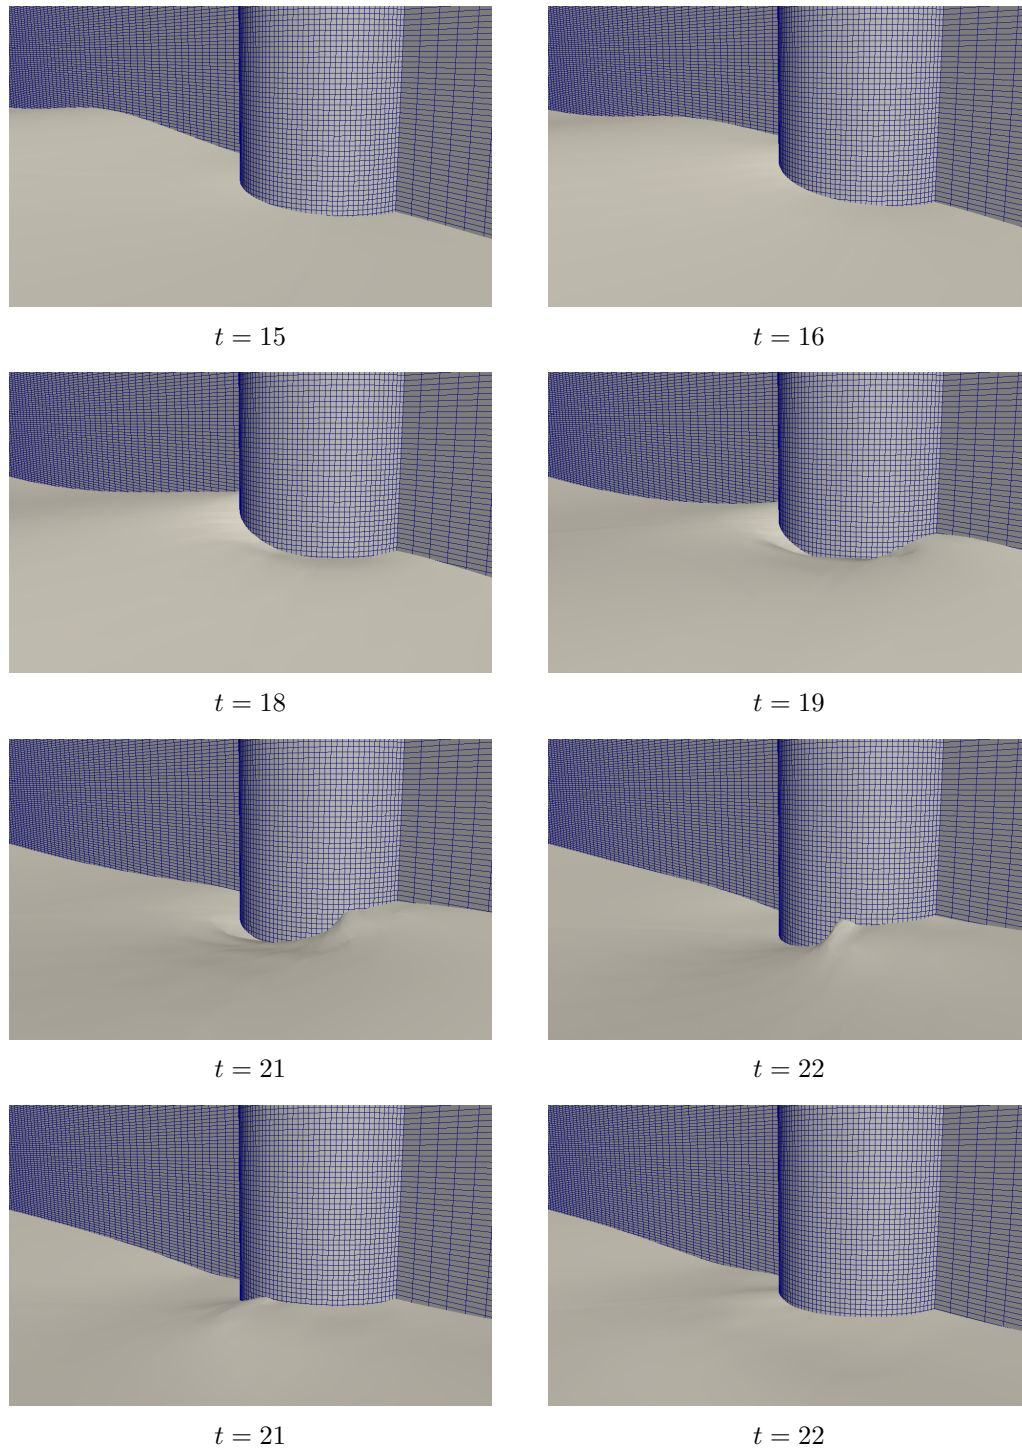 t = 15
t = 16
t = 18
t = 19
t = 21
t = 22
t = 21
t = 22